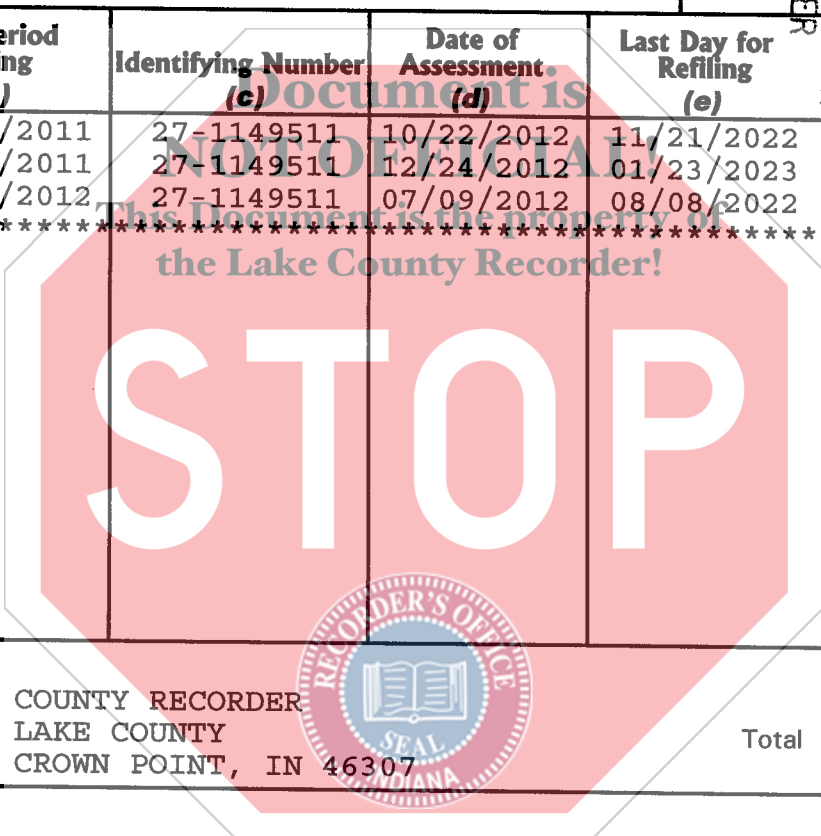 ER
eriod
ng
)
Identifying Number
(c)
Date of
Assessment
(d)
Last Day for
Refiling
(e)
Document is
NOT OFFICIAL!
This Document is the property of
the Lake County Recorder!
/2011 27-1149511 10/22/2012 11/21/2022
/2011 27-1149511 12/24/2012 01/23/2023
/2012 27-1149511 07/09/2012 08/08/2022
********************************************
STOP
RECORDER'S OFFICE
SEAL
INDIANA
COUNTY RECORDER
LAKE COUNTY
CROWN POINT, IN 46307
Total